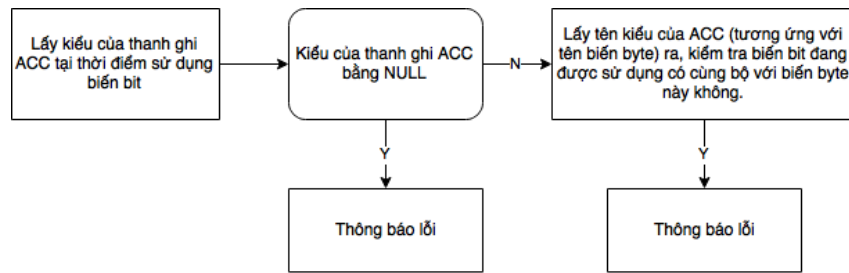 Lấy kiểu của thanh ghi
ACC tại thời điểm sử dụng
biến bit
Kiểu của thanh ghi ACC
bằng NULL
N
Lấy tên kiểu của ACC (tương ứng với
tên biến byte) ra, kiểm tra biến bit đang
được sử dụng có cùng bộ với biến byte
này không.
Y
Y
Thông báo lỗi
Thông báo lỗi